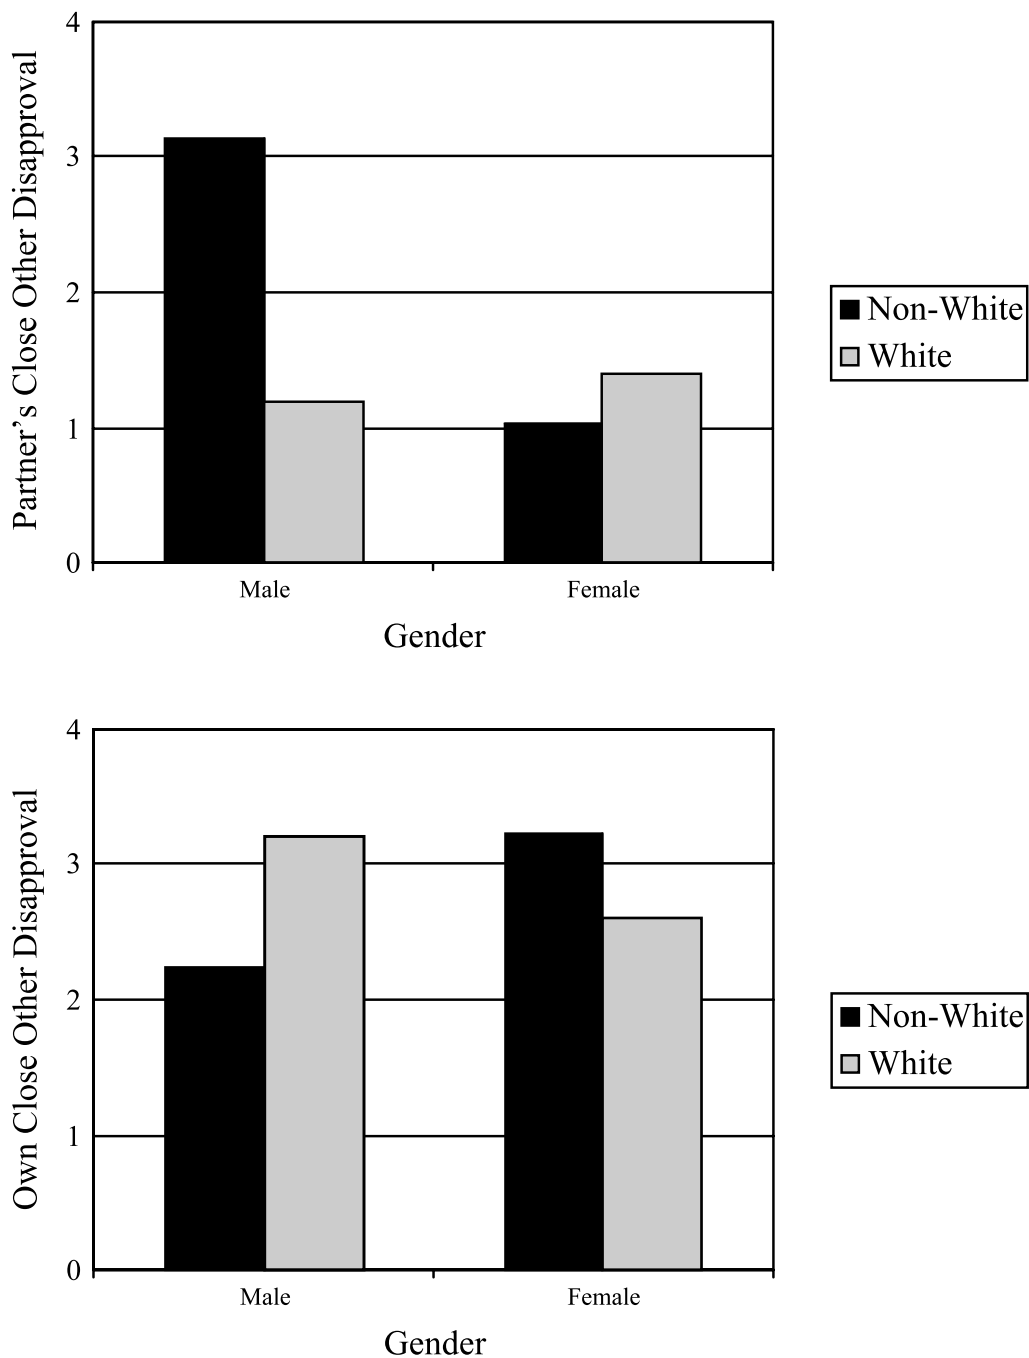 Partner’s Close Other Disapproval
4
3
2
1
0
Male
Female
Gender
Non-White
White
Own Close Other Disapproval
4
3
2
1
0
Male
Female
Gender
Non-White
White